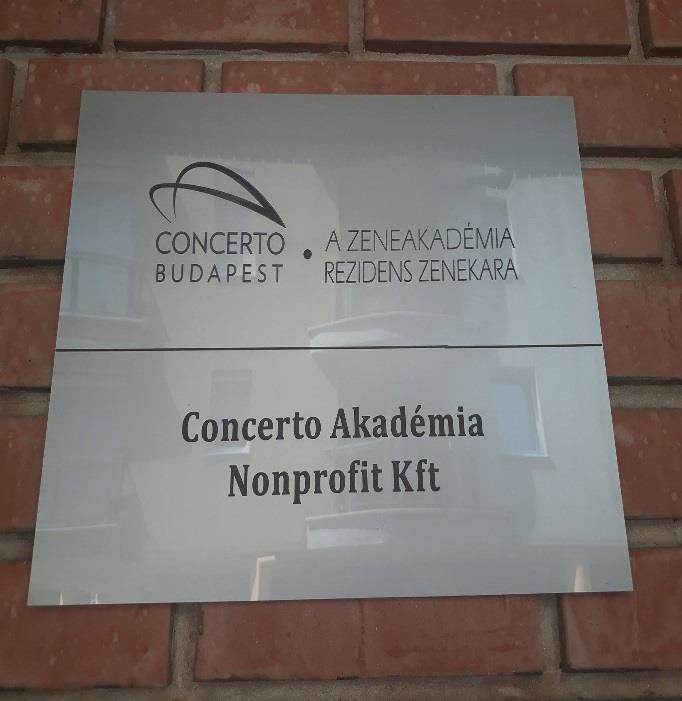 CONCERTO
BUDAPEST
• A ZENEAKADÉMIA
REZIDENS ZENEKARA
Concerto Akadémia
Nonprofit Kft